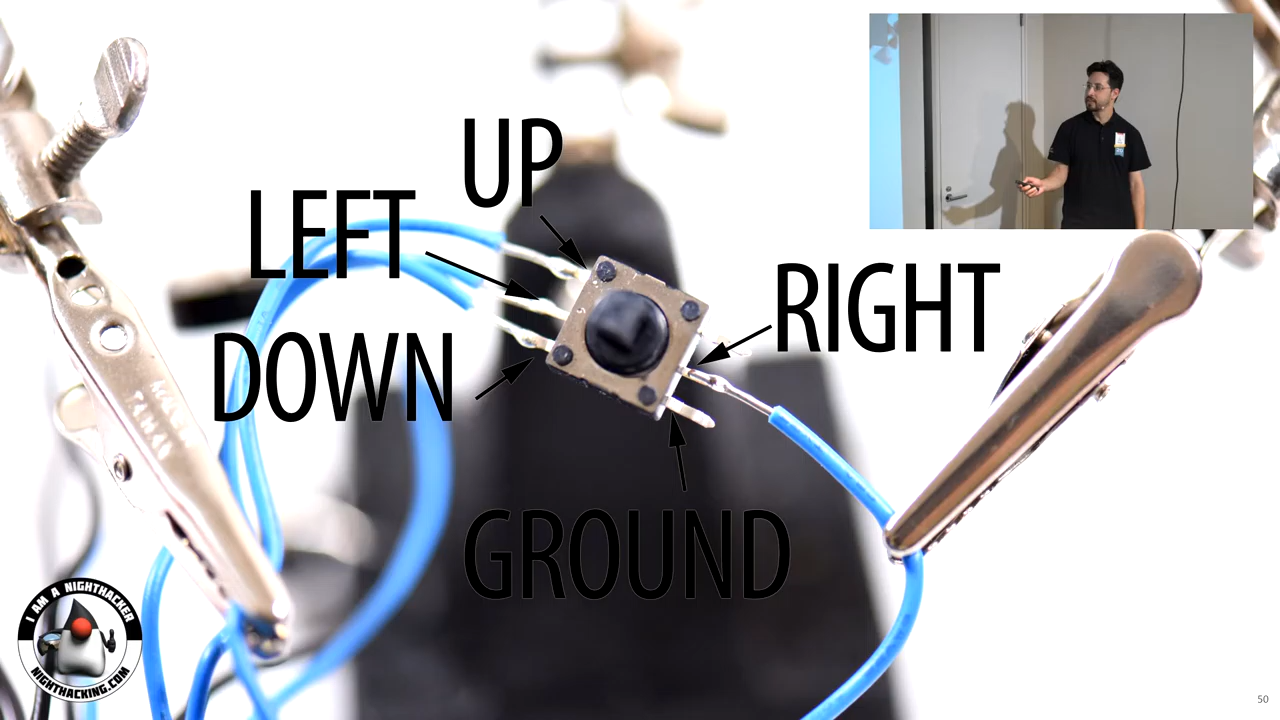 UP
LEFT
RIGHT
DOWN
GROUND
I AM A NIGHTHACKER
NIGHTHACKING.COM
50